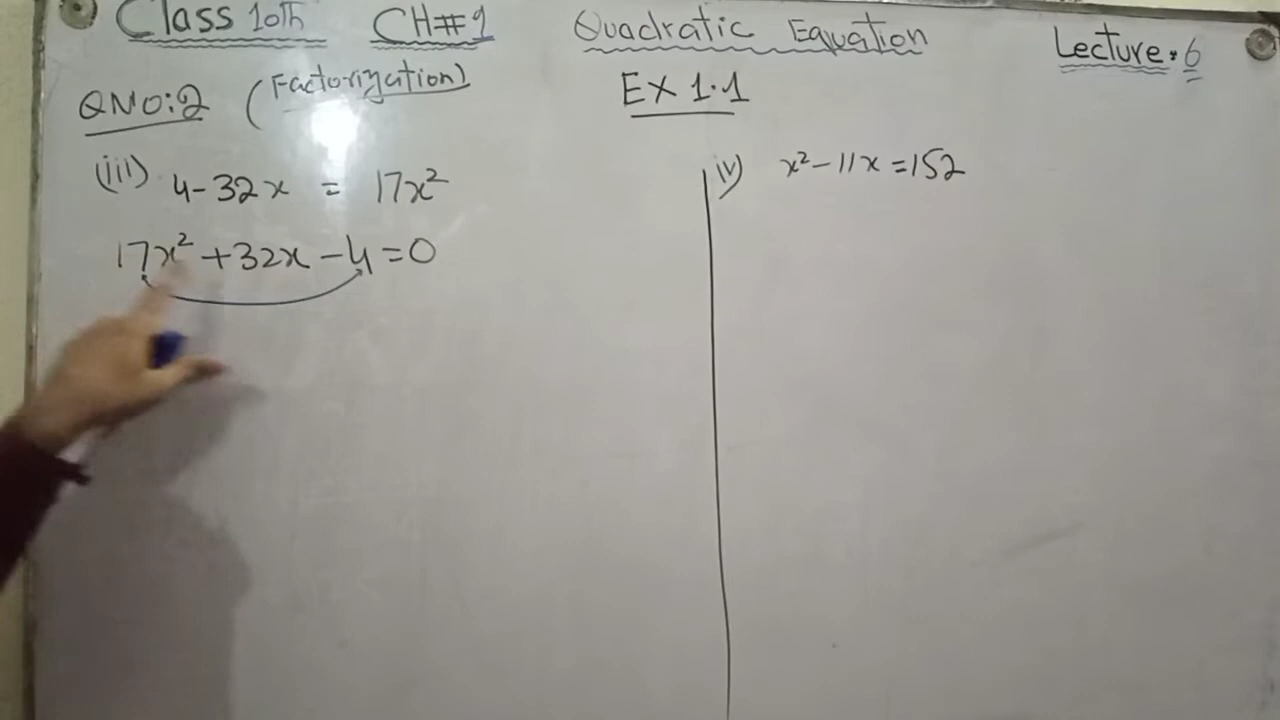 Class 10TH CH#1 Quadratic Equation Lecture. 6
QNO:2 (Factorization) EX 1.1
(iii) 4-32x = 17x²
17x² +32x -4 =0
iv) x² - 11x = 152